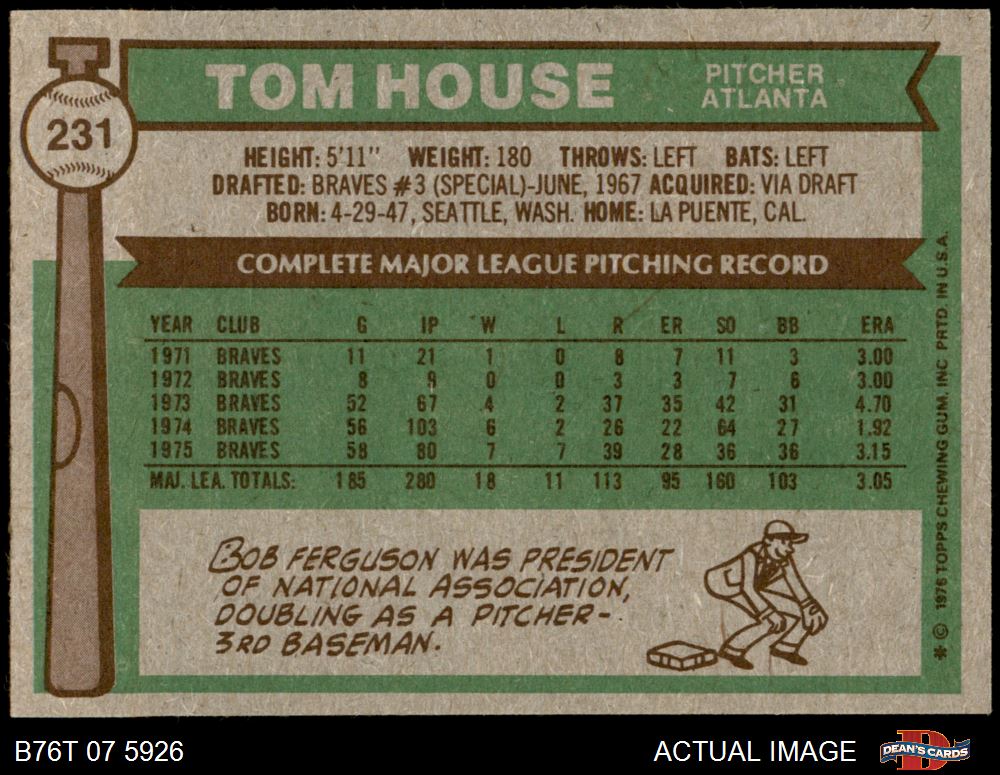 231
TOM HOUSE
PITCHER
ATLANTA
HEIGHT: 5'11" WEIGHT: 180 THROWS: LEFT BATS: LEFT
DRAFTED: BRAVES #3 (SPECIAL)-JUNE, 1967 ACQUIRED: VIA DRAFT
BORN: 4-29-47, SEATTLE, WASH. HOME: LA PUENTE, CAL.
COMPLETE MAJOR LEAGUE PITCHING RECORD
YEAR CLUB G IP W L R ER SO BB ERA
1971 BRAVES 11 21 1 0 8 7 11 3 3.00
1972 BRAVES 8 9 0 0 3 3 7 6 3.00
1973 BRAVES 52 67 4 2 37 35 42 31 4.70
1974 BRAVES 56 103 6 2 26 22 64 27 1.92
1975 BRAVES 58 80 7 7 39 28 36 36 3.15
MAJ. LEA. TOTALS: 185 280 18 11 113 95 160 103 3.05
BOB FERGUSON WAS PRESIDENT
OF NATIONAL ASSOCIATION,
DOUBLING AS A PITCHER-
3RD BASEMAN.
* © 1976 TOPPS CHEWING GUM, INC. PRTD. IN U.S.A.
B76T 07 5926
ACTUAL IMAGE
D
DEAN'S CARDS